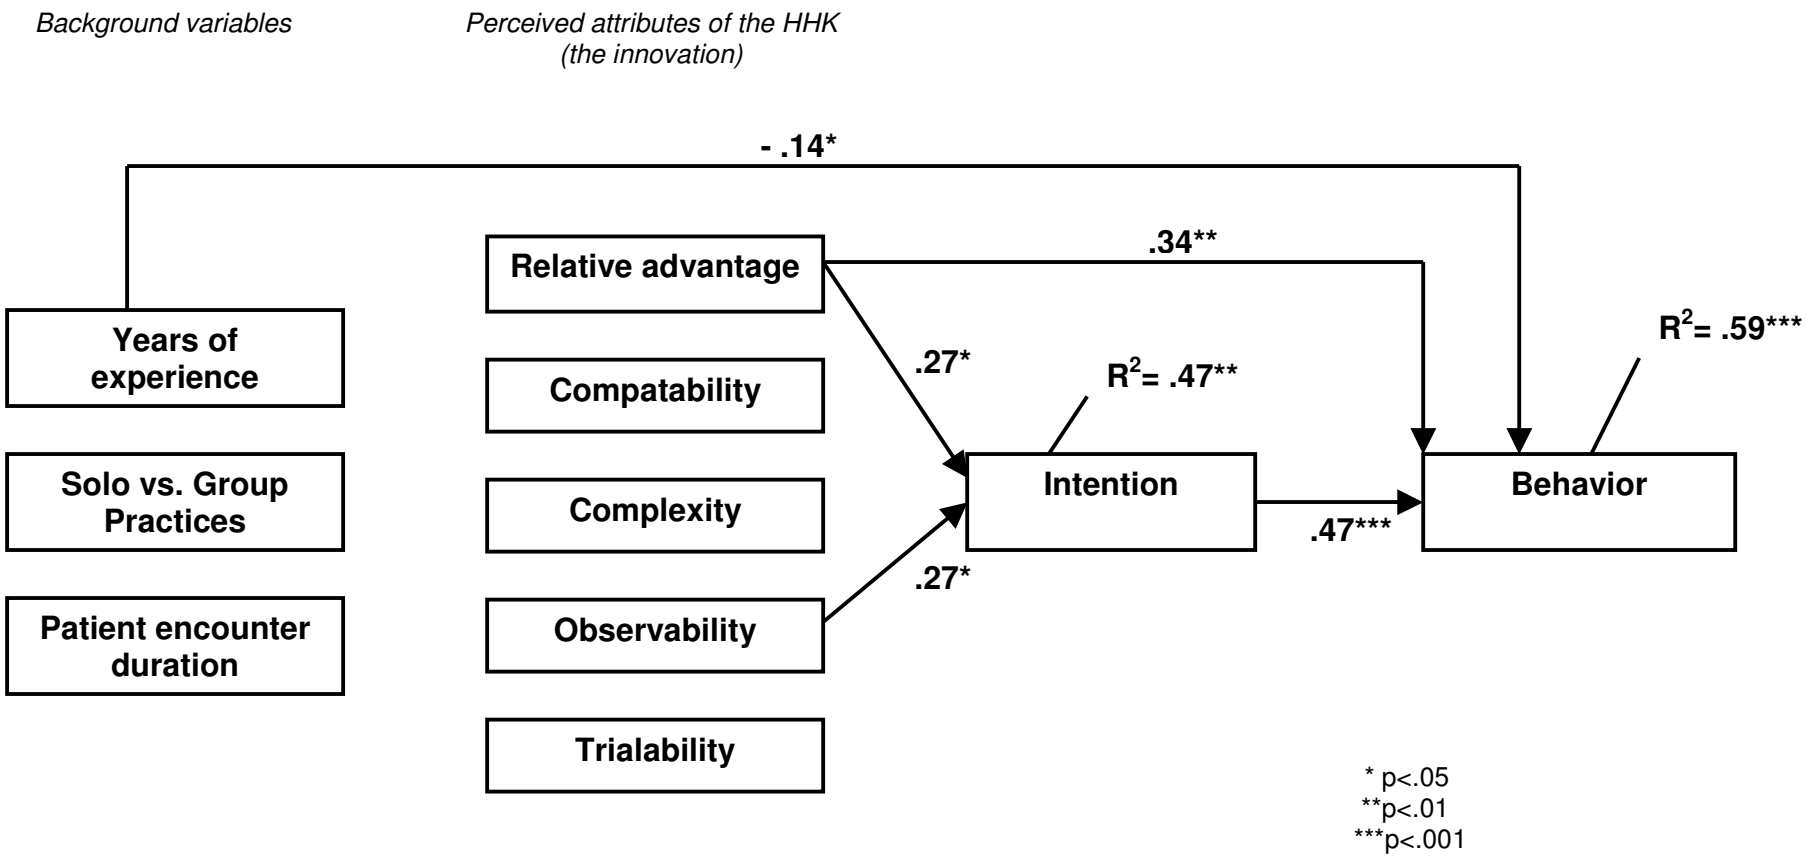 Background variables
Perceived attributes of the HHK
(the innovation)
- .14*
Relative advantage
.34**
Years of
experience
R²= .59***
.27*
R²= .47**
Compatability
Solo vs. Group
Practices
Complexity
Intention
Behavior
.47***
.27*
Patient encounter
duration
Observability
Trialability
* p<.05
**p<.01
***p<.001